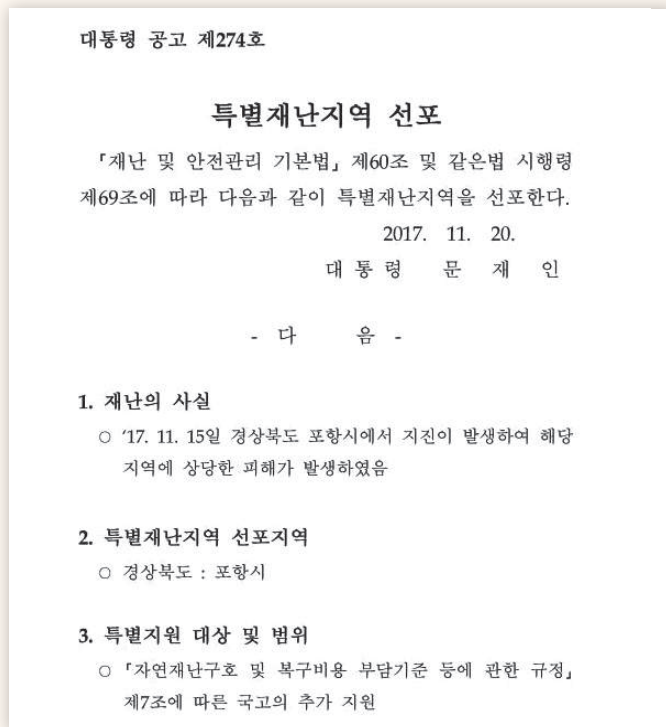 대통령 공고 제274호
특별재난지역 선포
「재난 및 안전관리 기본법」 제60조 및 같은법 시행령
제69조에 따라 다음과 같이 특별재난지역을 선포한다.
2017. 11. 20.
대 통 령 문 재 인
- 다 음 -
1. 재난의 사실
○ ‘17. 11. 15일 경상북도 포항시에서 지진이 발생하여 해당
지역에 상당한 피해가 발생하였음
2. 특별재난지역 선포지역
○ 경상북도 : 포항시
3. 특별지원 대상 및 범위
○ 「자연재난구호 및 복구비용 부담기준 등에 관한 규정」
제7조에 따른 국고의 추가 지원